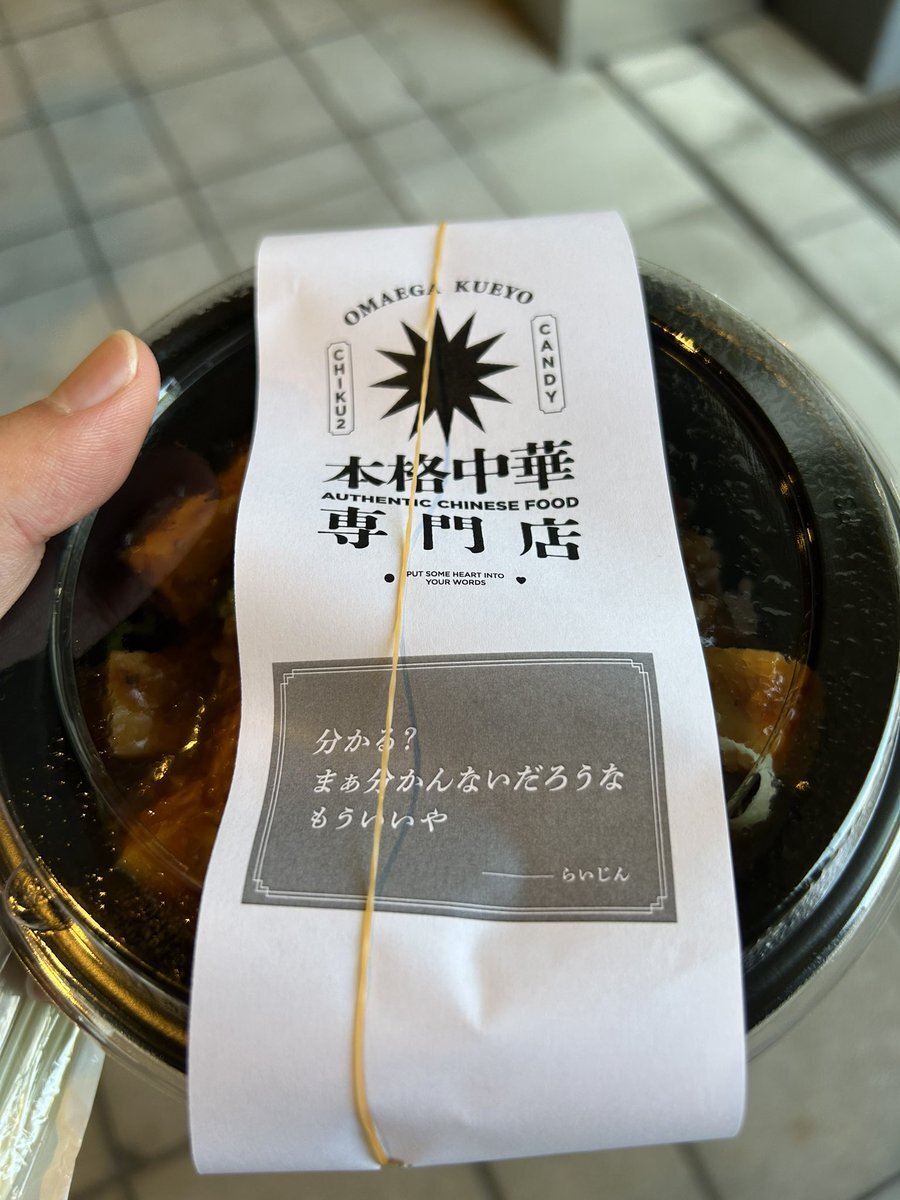 OMAEGA KUEYO
CHIKU2
CANDY
本格中華
AUTHENTIC CHINESE FOOD
専門店
PUT SOME HEART INTO
YOUR WORDS
分かる?
まぁ分かんないだろうな
もういいや
らいじん